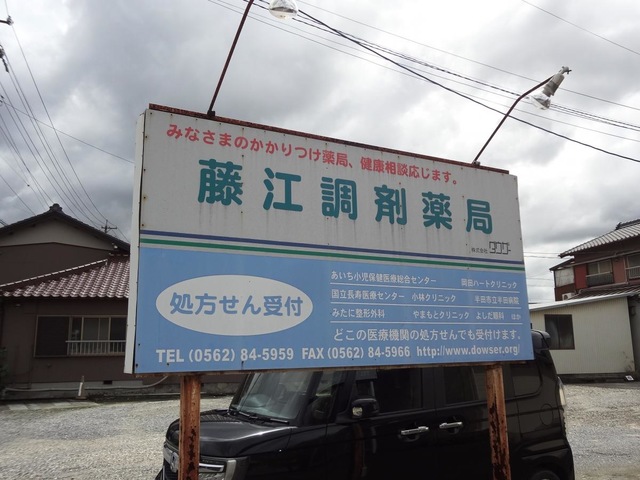 みなさまのかかりつけ薬局、健康相談応じます。
藤江調剤薬局
株式会社
処方せん受付
あいち小児保健医療総合センター 岡田ハートクリニック
国立長寿医療センター 小林クリニック 半田市立半田病院
みたに整形外科 やまもとクリニック よしだ眼科 ほか
どこの医療機関の処方せんでも受付けます。
TEL (0562) 84-5959 FAX (0562) 84-5966 http://www.dowser.org/